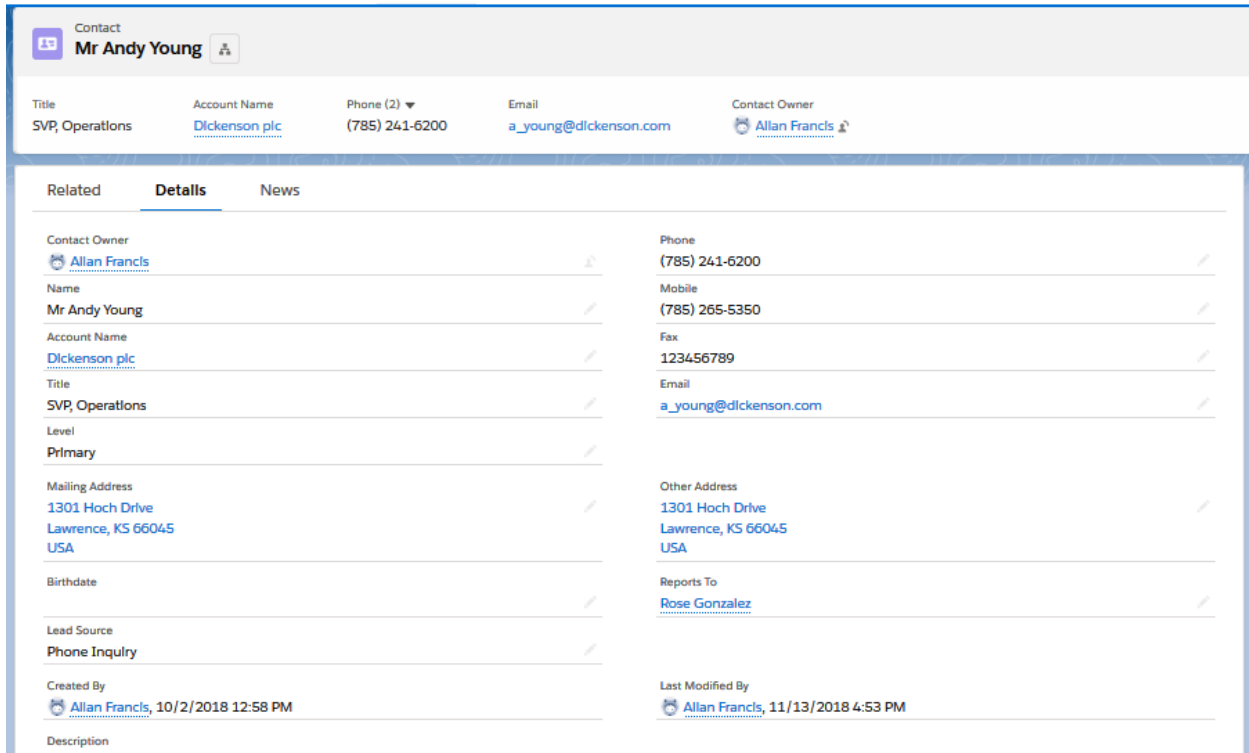 Contact
Mr Andy Young
Title
Account Name
Phone (2)
Email
Contact Owner
SVP, Operations
Dickenson plc
(785) 241-6200
a_young@dickenson.com
Allan Francis
Related
Details
News
Contact Owner
Allan Francis
Phone
(785) 241-6200
Name
Mr Andy Young
Mobile
(785) 265-5350
Account Name
Dickenson plc
Fax
123456789
Title
SVP, Operations
Email
a_young@dickenson.com
Level
Primary
Mailing Address
1301 Hoch Drive
Lawrence, KS 66045
USA
Other Address
1301 Hoch Drive
Lawrence, KS 66045
USA
Birthdate
Reports To
Rose Gonzalez
Lead Source
Phone Inquiry
Created By
Allan Francis, 10/2/2018 12:58 PM
Last Modified By
Allan Francis, 11/13/2018 4:53 PM
Description